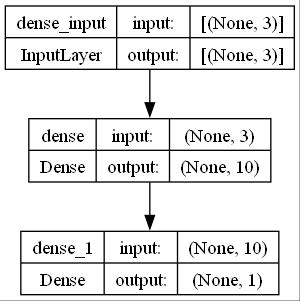 dense_input input: [(None, 3)]
InputLayer output: [(None, 3)]
dense input: (None, 3)
Dense output: (None, 10)
dense_1 input: (None, 10)
Dense output: (None, 1)